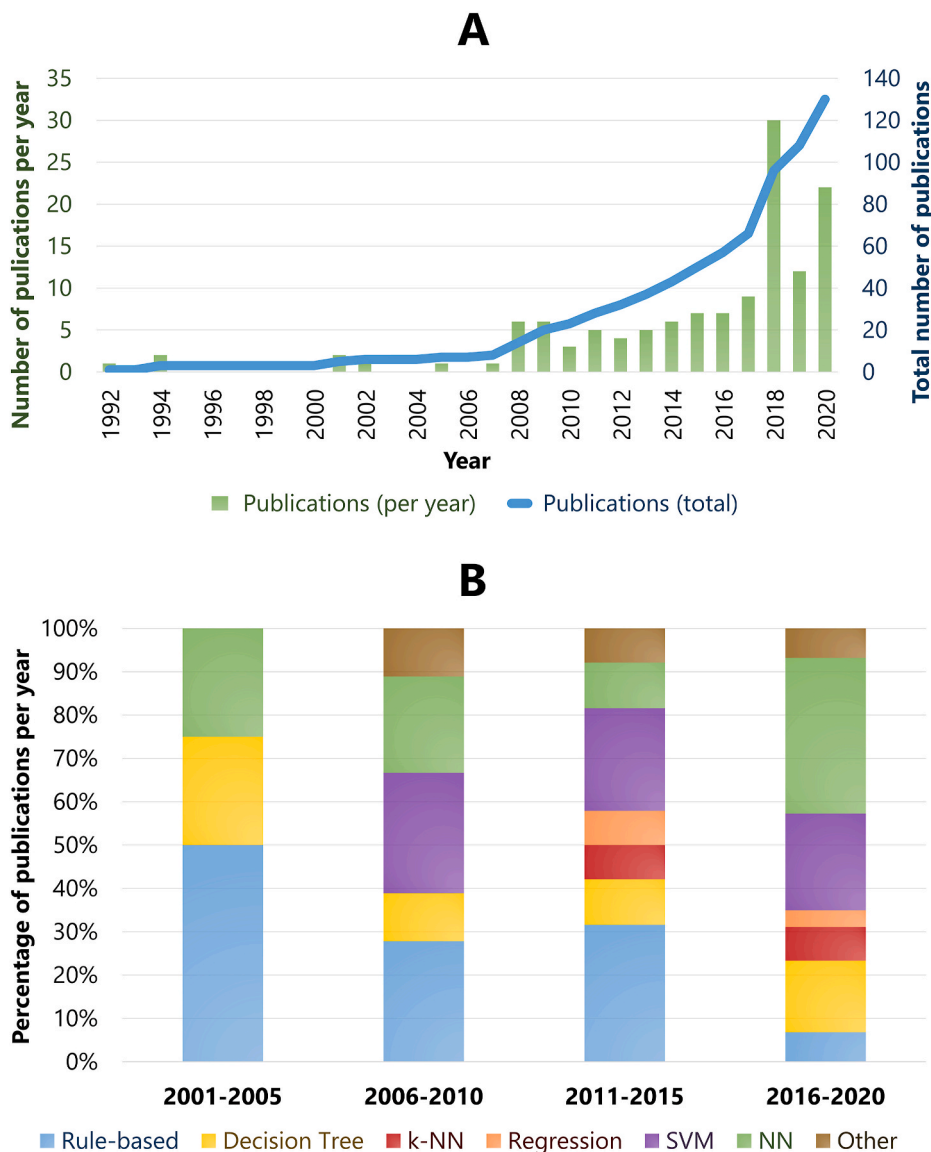 A
Number of pulications per year
Total number of publications
35 140
30 120
25 100
20 80
15 60
10 40
5 20
0 0
1992 1994 1996 1998 2000 2002 2004 2006 2008 2010 2012 2014 2016 2018 2020
Year
Publications (per year) Publications (total)
B
Percentage of publications per year
100%
90%
80%
70%
60%
50%
40%
30%
20%
10%
0%
2001-2005 2006-2010 2011-2015 2016-2020
Rule-based Decision Tree k-NN Regression SVM NN Other